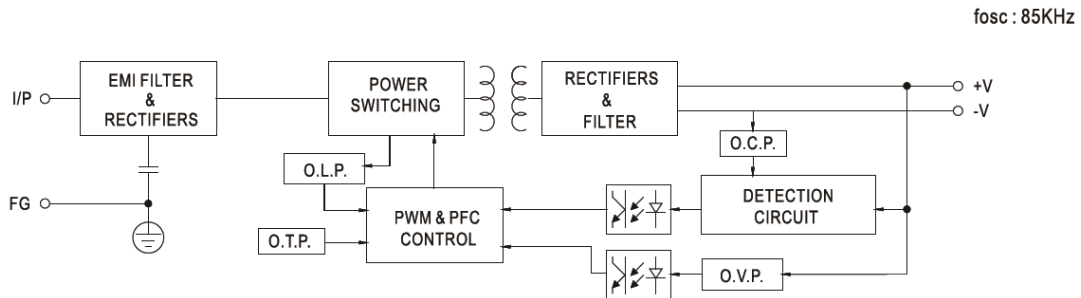 fosc : 85KHz
I/P
EMI FILTER
&
RECTIFIERS
POWER
SWITCHING
RECTIFIERS
&
FILTER
+V
-V
O.C.P.
O.L.P.
FG
PWM & PFC
CONTROL
DETECTION
CIRCUIT
O.T.P.
O.V.P.